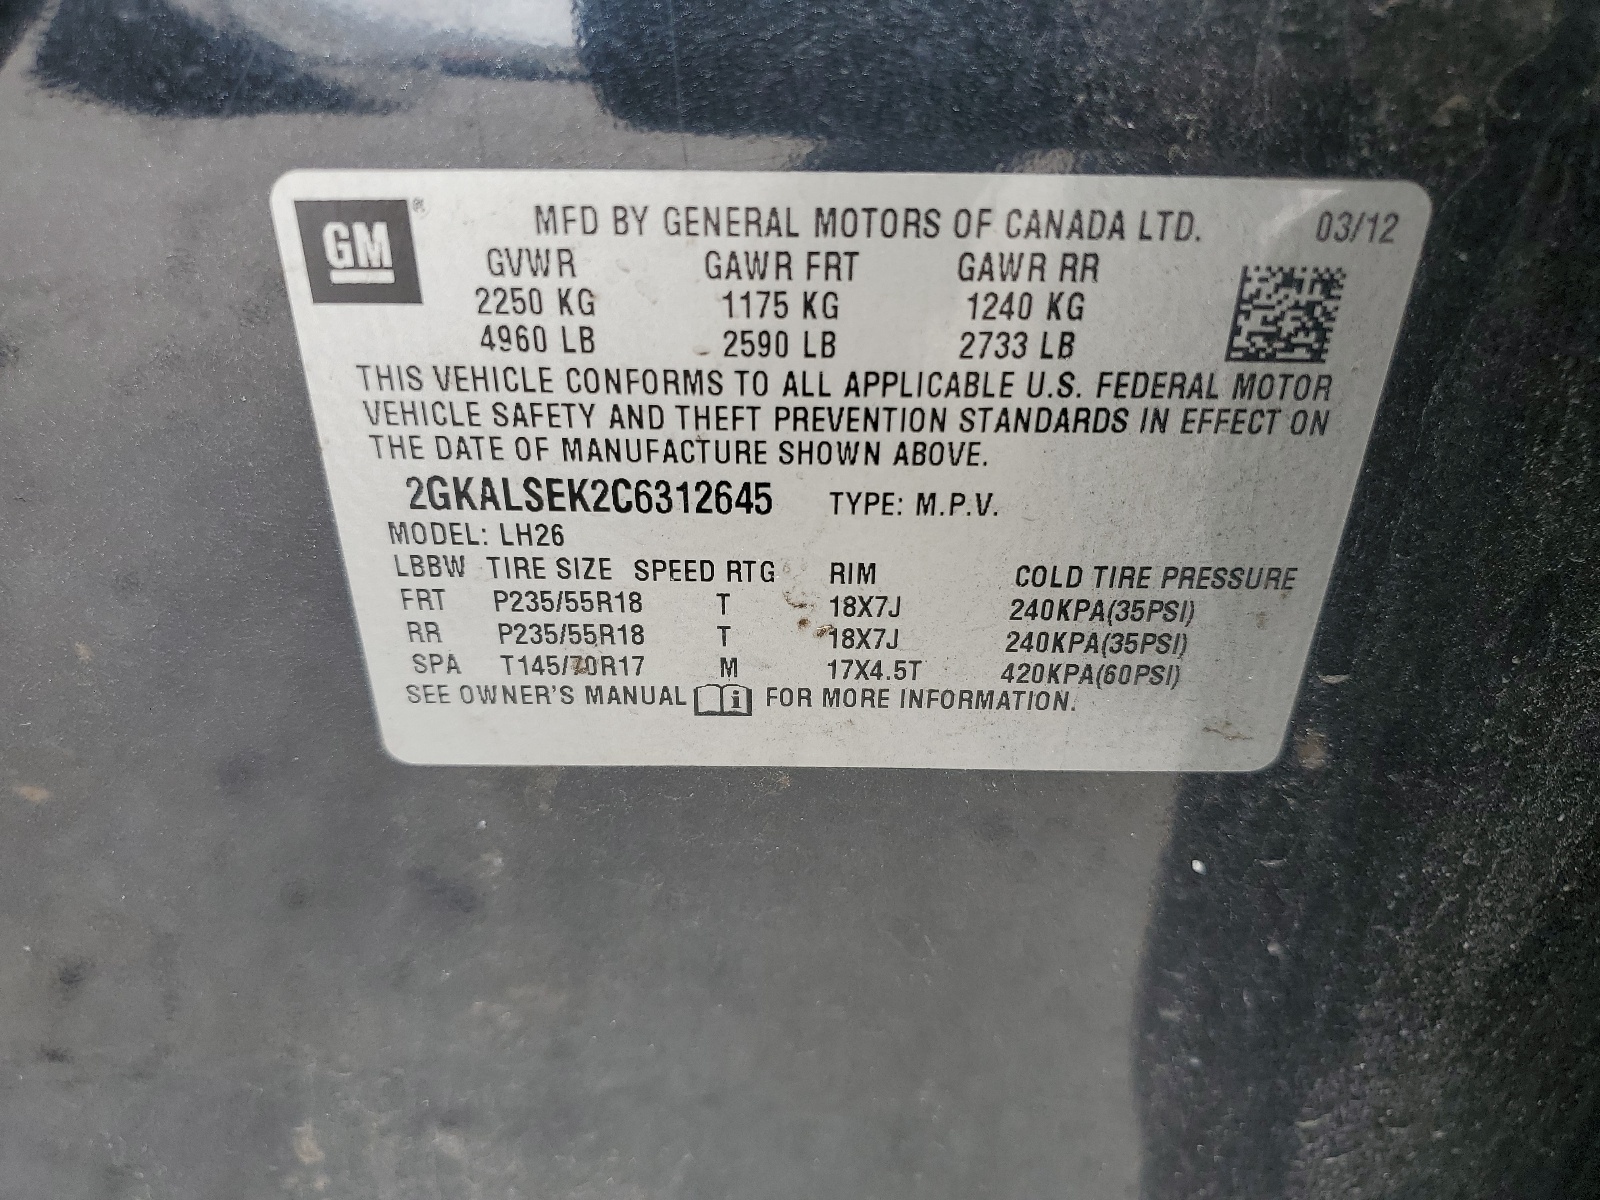 GM® MFD BY GENERAL MOTORS OF CANADA LTD. 03/12
GVWR GAWR FRT GAWR RR
2250 KG 1175 KG 1240 KG
4960 LB 2590 LB 2733 LB
THIS VEHICLE CONFORMS TO ALL APPLICABLE U.S. FEDERAL MOTOR
VEHICLE SAFETY AND THEFT PREVENTION STANDARDS IN EFFECT ON
THE DATE OF MANUFACTURE SHOWN ABOVE.
2GKALSEK2C6312645 TYPE: M.P.V.
MODEL: LH26
LBBW TIRE SIZE SPEED RTG RIM COLD TIRE PRESSURE
FRT P235/55R18 T 18X7J 240KPA(35PSI)
RR P235/55R18 T 18X7J 240KPA(35PSI)
SPA T145/70R17 M 17X4.5T 420KPA(60PSI)
SEE OWNER'S MANUAL i FOR MORE INFORMATION.